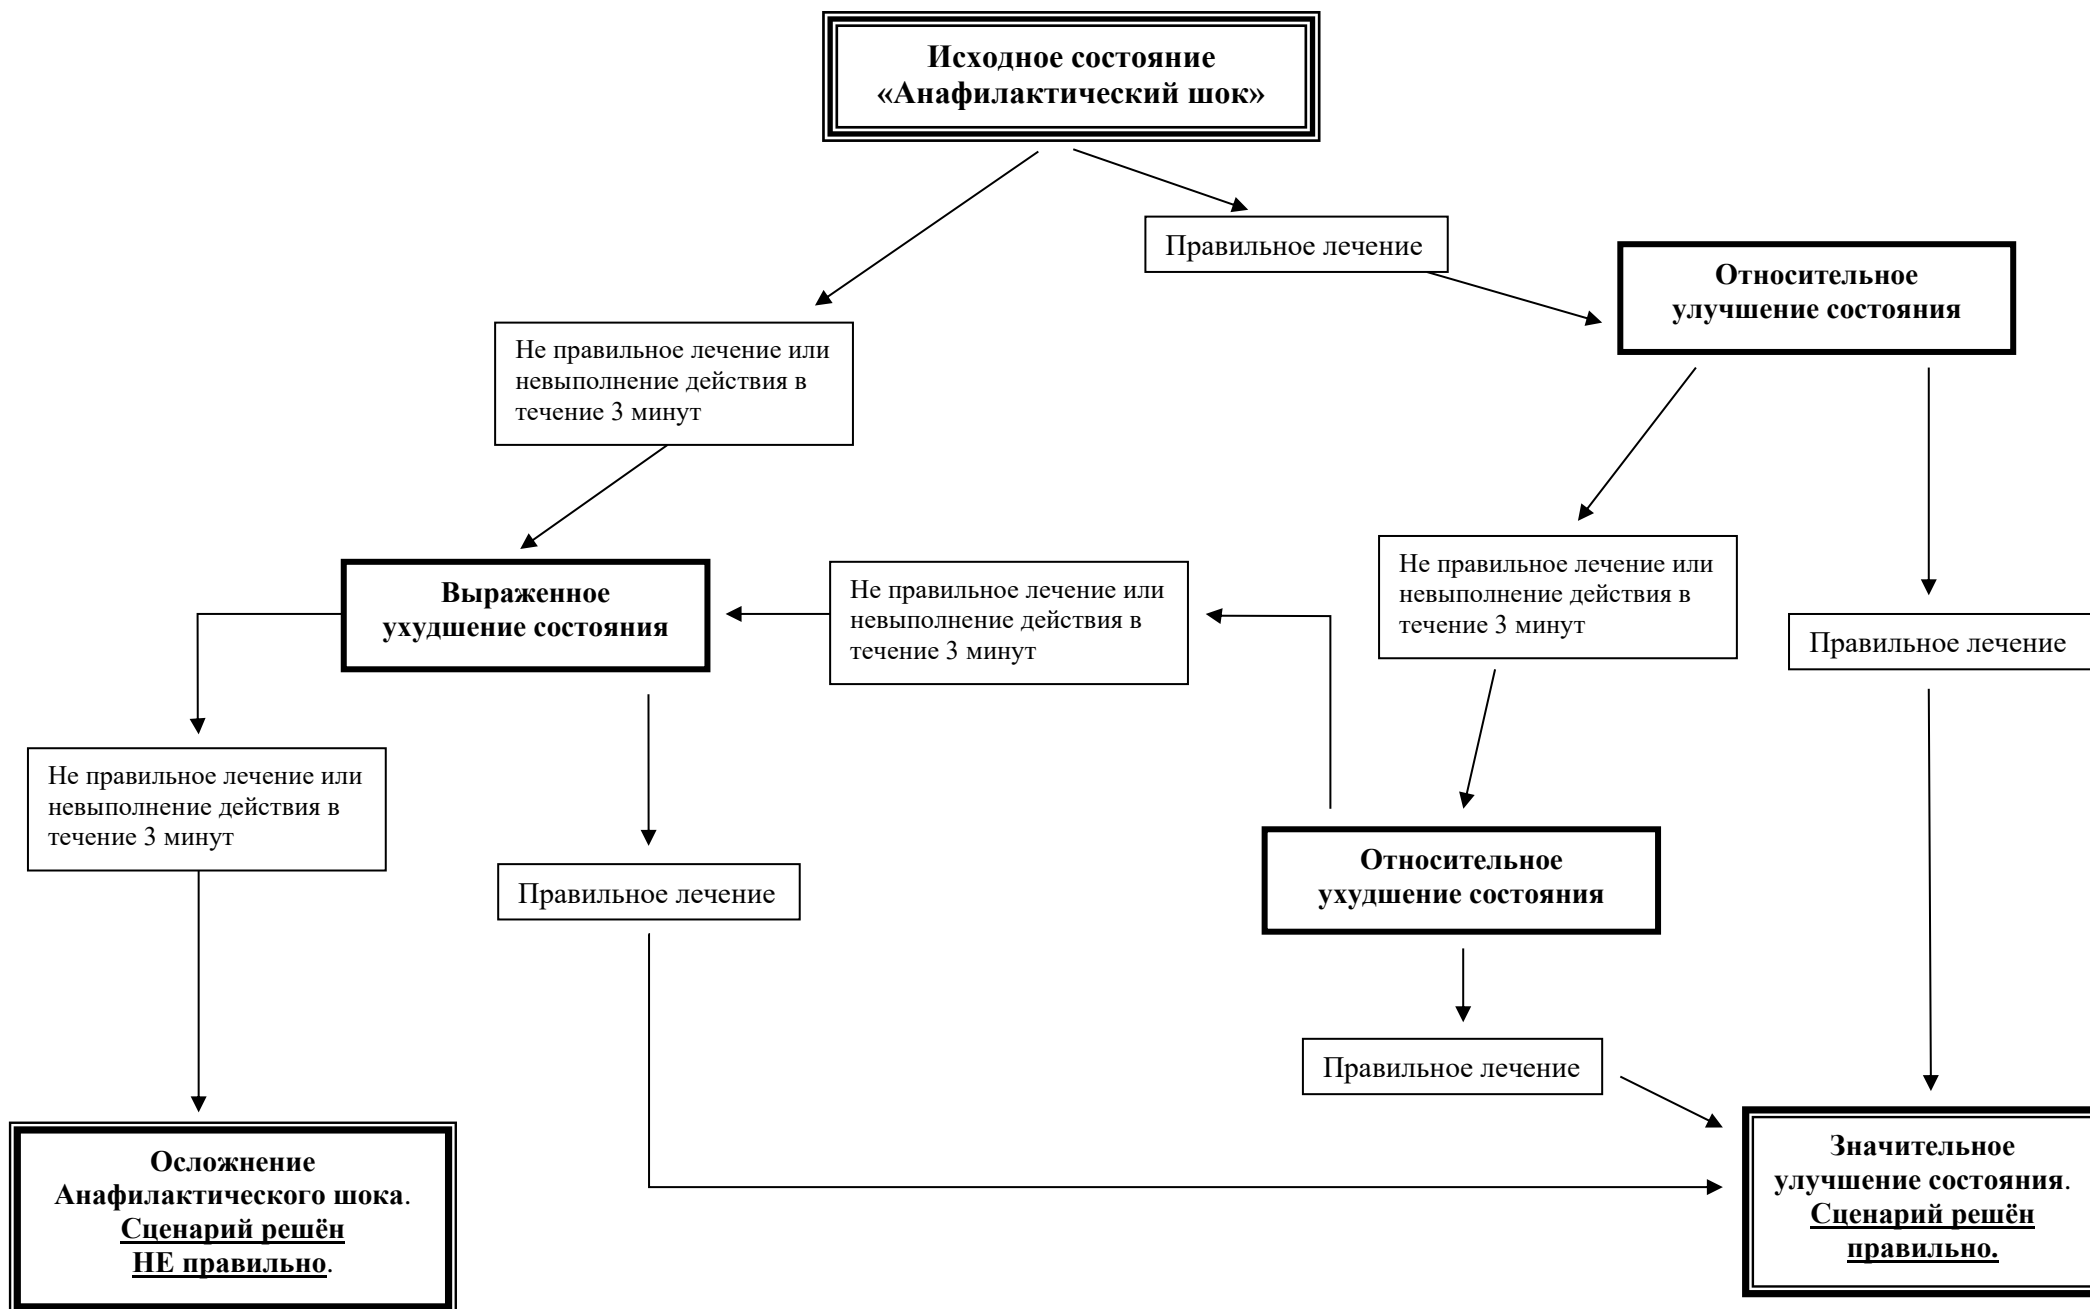 Исходное состояние
«Анафилактический шок»
Правильное лечение
Относительное
улучшение состояния
Не правильное лечение или
невыполнение действия в
течение 3 минут
Выраженное
ухудшение состояния
Не правильное лечение или
невыполнение действия в
течение 3 минут
Не правильное лечение или
невыполнение действия в
течение 3 минут
Правильное лечение
Не правильное лечение или
невыполнение действия в
течение 3 минут
Правильное лечение
Относительное
ухудшение состояния
Правильное лечение
Осложнение
Анафилактического шока.
Сценарий решён
НЕ правильно.
Значительное
улучшение состояния.
Сценарий решён
правильно.